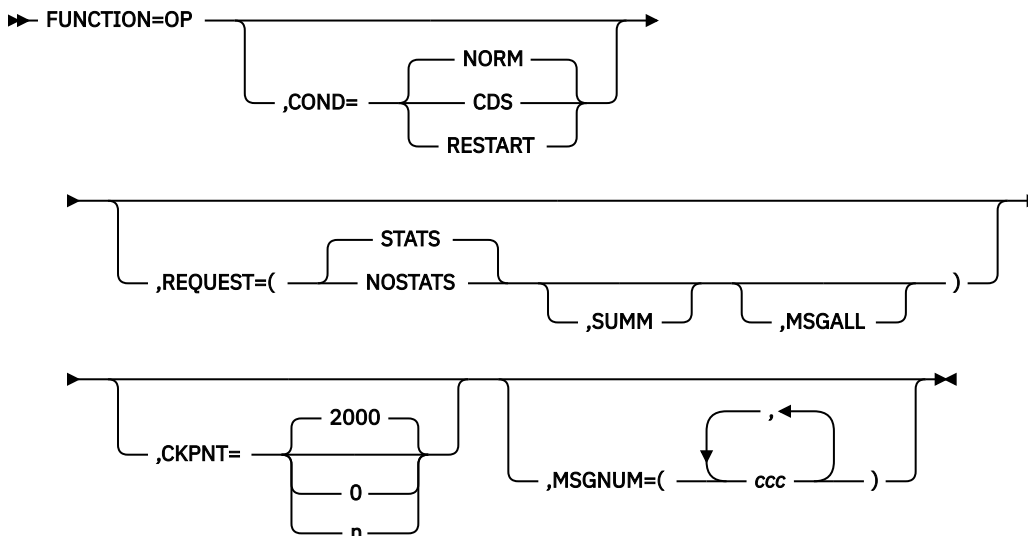 FUNCTION=OP
NORM
,COND= CDS
RESTART
STATS
,REQUEST=( NOSTATS )
,SUMM ,MSGALL
2000 ,
,CKPNT= ,MSGNUM=( ccc )
0
n